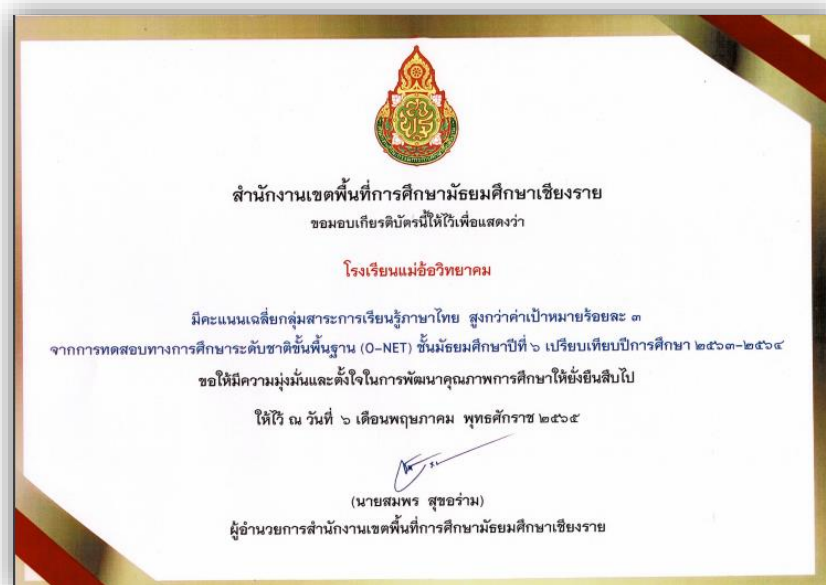 สำนักงานเขตพื้นที่การศึกษามัธยมศึกษาเชียงราย
ขอมอบเกียรติบัตรนี้ให้ไว้เพื่อแสดงว่า
โรงเรียนแม่อ้อวิทยาคม
มีคะแนนเฉลี่ยกลุ่มสาระการเรียนรู้ภาษาไทย สูงกว่าค่าเป้าหมายร้อยละ ๓
จากการทดสอบทางการศึกษาระดับชาติขั้นพื้นฐาน (O-NET) ชั้นมัธยมศึกษาปีที่ ๖ เปรียบเทียบปีการศึกษา ๒๕๖๓-๒๕๖๔
ขอให้มีความมุ่งมั่นและตั้งใจในการพัฒนาคุณภาพการศึกษาให้ยั่งยืนสืบไป
ให้ไว้ ณ วันที่ ๖ เดือนพฤษภาคม พุทธศักราช ๒๕๖๕
(นายสมพร สุขอร่าม)
ผู้อำนวยการสำนักงานเขตพื้นที่การศึกษามัธยมศึกษาเชียงราย